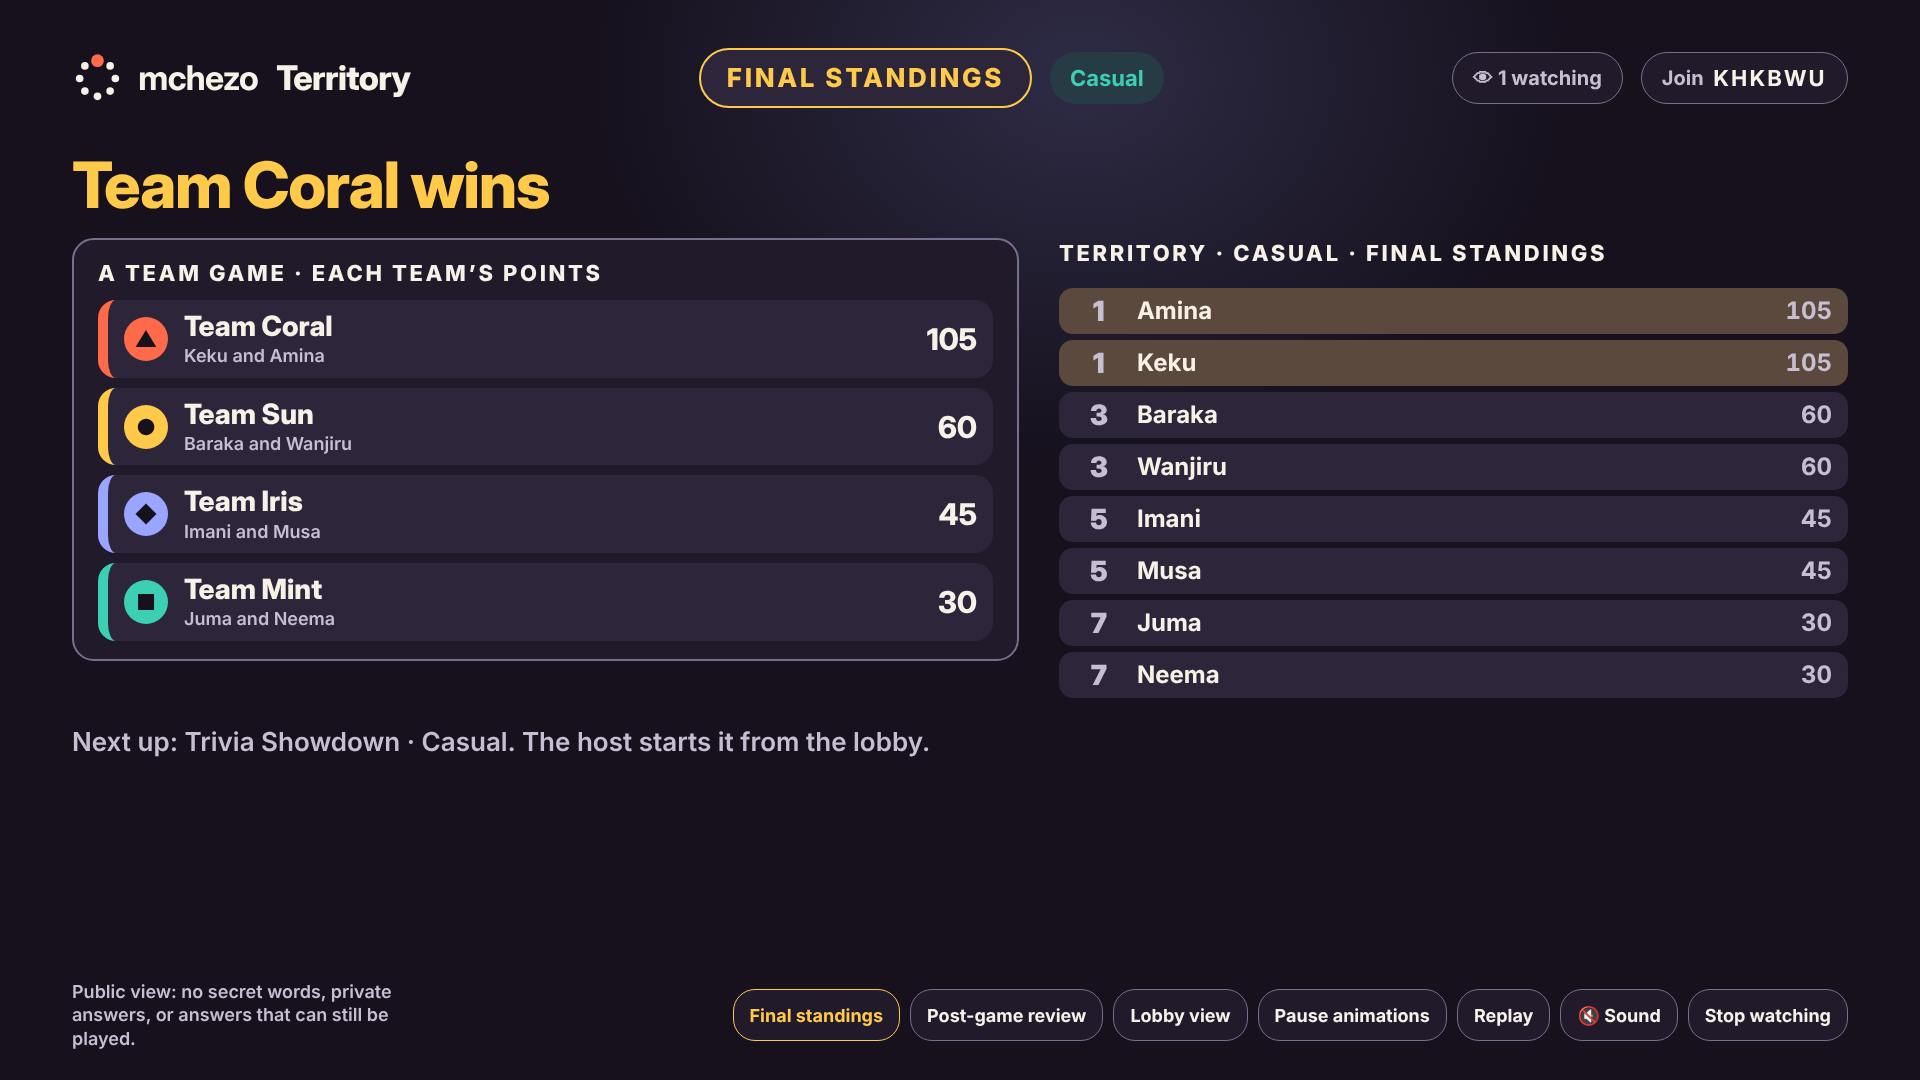 mchezo Territory
FINAL STANDINGS
Casual
1 watching
Join KHKBWU
Team Coral wins
A TEAM GAME · EACH TEAM’S POINTS
Team Coral
Keku and Amina
105
Team Sun
Baraka and Wanjiru
60
Team Iris
Imani and Musa
45
Team Mint
Juma and Neema
30
TERRITORY · CASUAL · FINAL STANDINGS
1 Amina 105
1 Keku 105
3 Baraka 60
3 Wanjiru 60
5 Imani 45
5 Musa 45
7 Juma 30
7 Neema 30
Next up: Trivia Showdown · Casual. The host starts it from the lobby.
Public view: no secret words, private
answers, or answers that can still be
played.
Final standings
Post-game review
Lobby view
Pause animations
Replay
Sound
Stop watching